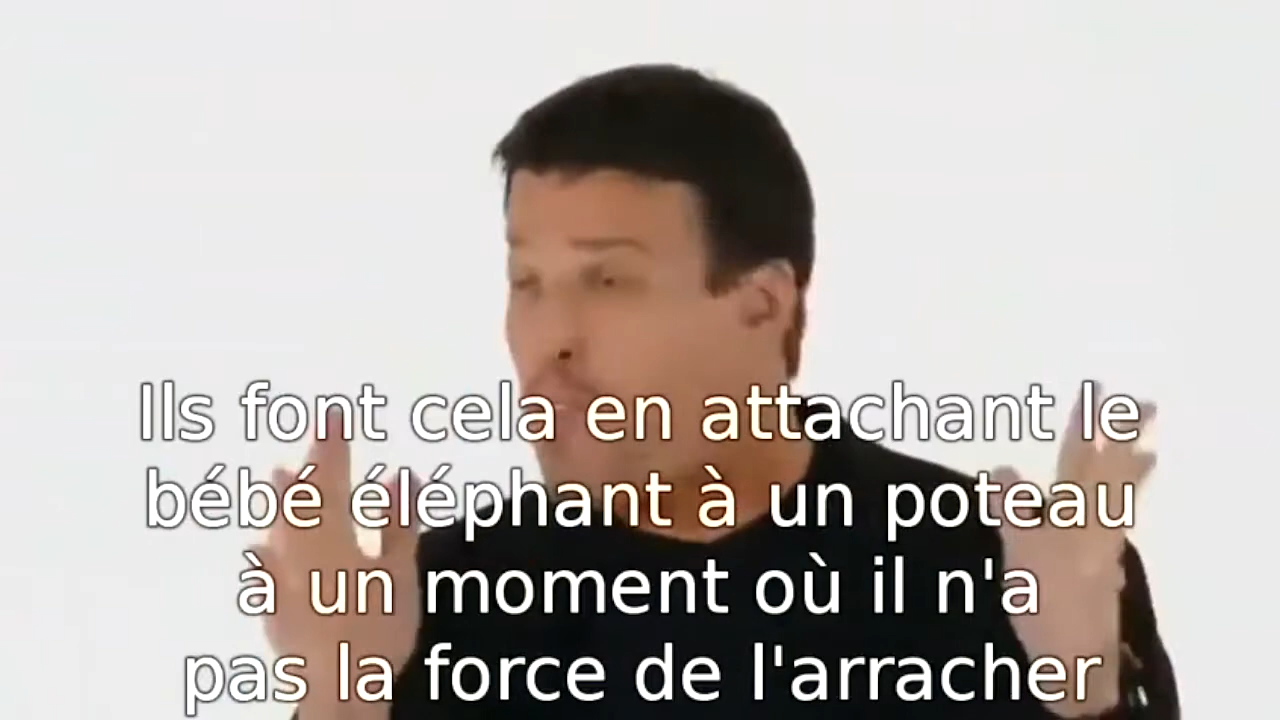 Ils font cela en attachant le
bébé éléphant à un poteau
à un moment où il n'a
pas la force de l'arracher